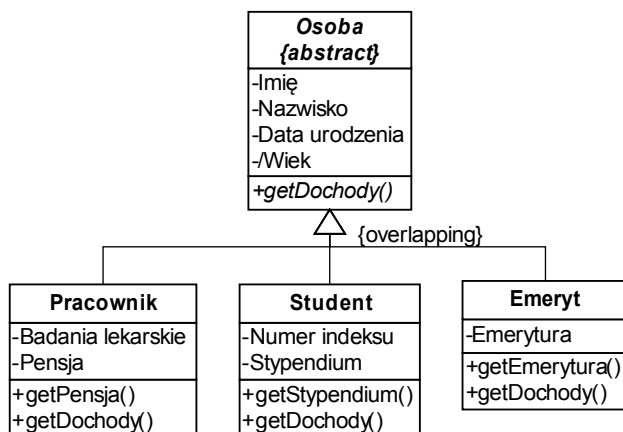 Osoba
{abstract}
-Imię
-Nazwisko
-Data urodzenia
-/Wiek
+getDochody()
{overlapping}
Pracownik
-Badania lekarskie
-Pensja
+getPensja()
+getDochody()
Student
-Numer indeksu
-Stypendium
+getStypendium()
+getDochody()
Emeryt
-Emerytura
+getEmerytura()
+getDochody()